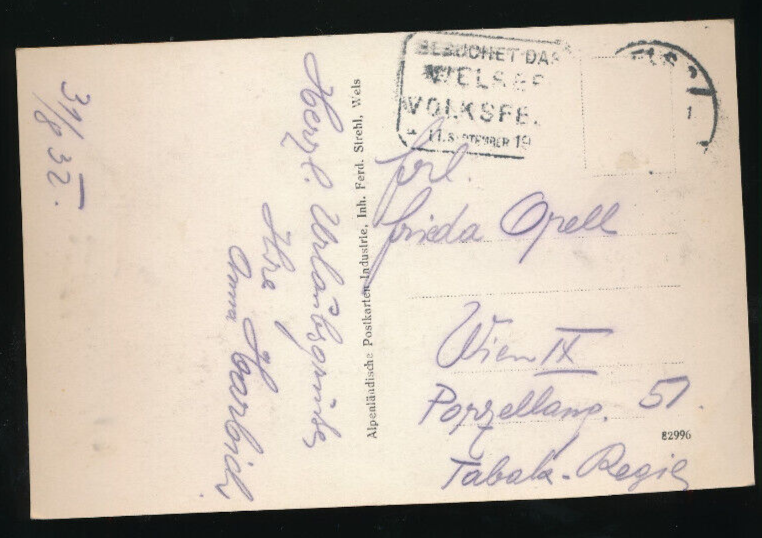 31/8 32.
Herzl. Urlaubsgrüße
Ihre
Anna
Alpenländische Postkarten Industrie, Inh. Ferd. Strehl, Wels
BESUCHET DAS
WELSER
VOLKSFE
11. SEPTEMBER 19
Frl.
Frieda Opell
Wien IX
Porzellang. 51.
82996
Tabak-Regie